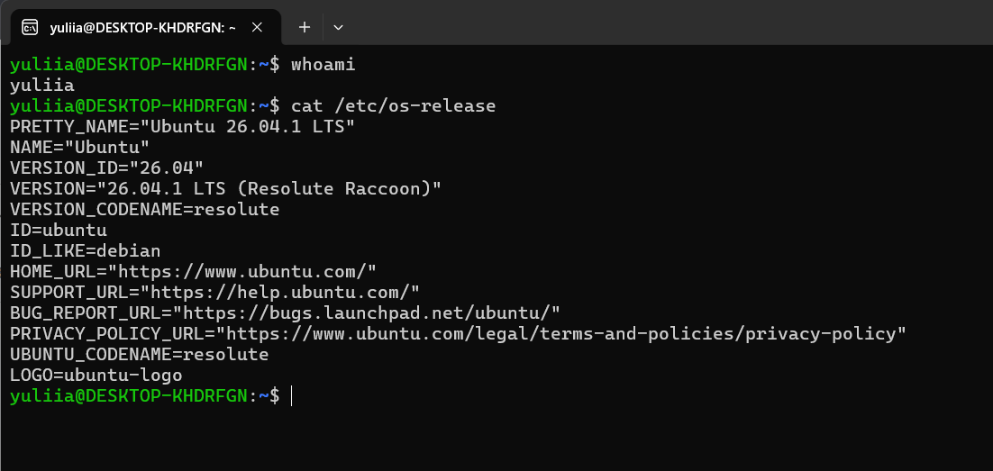 yuliia@DESKTOP-KHDRFGN: ~
yuliia@DESKTOP-KHDRFGN:~$ whoami
yuliia
yuliia@DESKTOP-KHDRFGN:~$ cat /etc/os-release
PRETTY_NAME="Ubuntu 26.04.1 LTS"
NAME="Ubuntu"
VERSION_ID="26.04"
VERSION="26.04.1 LTS (Resolute Raccoon)"
VERSION_CODENAME=resolute
ID=ubuntu
ID_LIKE=debian
HOME_URL="https://www.ubuntu.com/"
SUPPORT_URL="https://help.ubuntu.com/"
BUG_REPORT_URL="https://bugs.launchpad.net/ubuntu/"
PRIVACY_POLICY_URL="https://www.ubuntu.com/legal/terms-and-policies/privacy-policy"
UBUNTU_CODENAME=resolute
LOGO=ubuntu-logo
yuliia@DESKTOP-KHDRFGN:~$